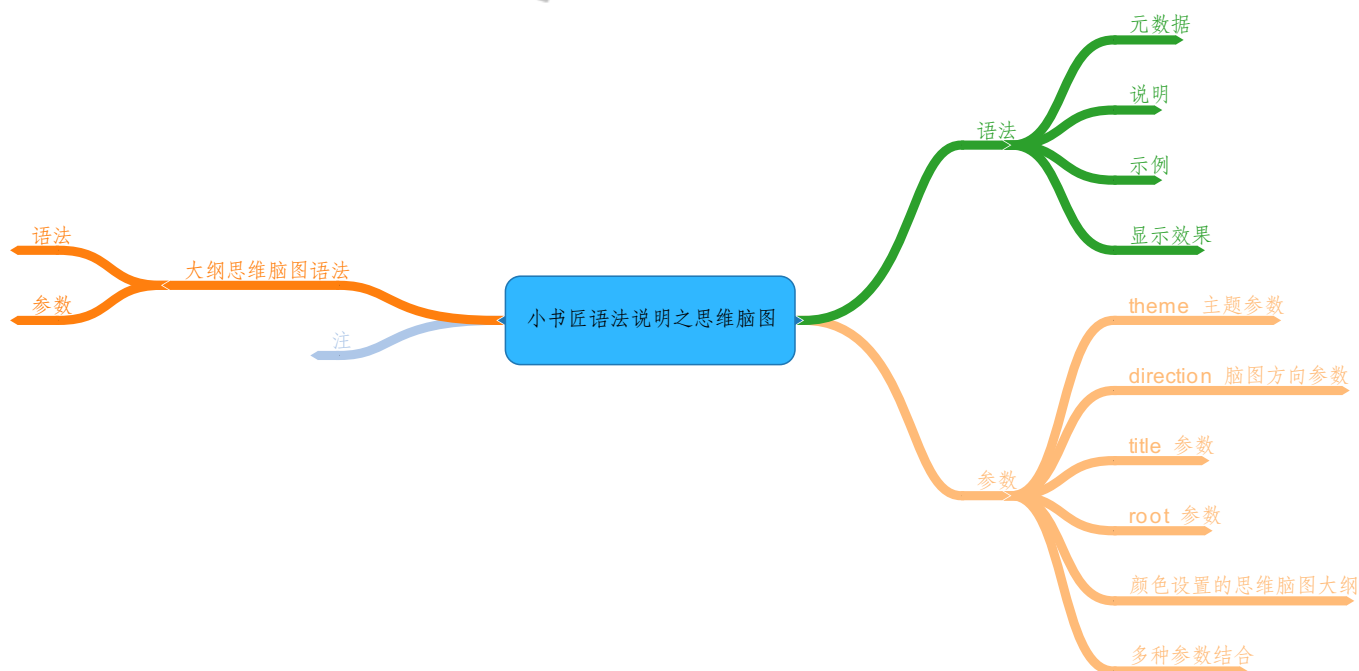 小书匠语法说明之思维脑图
语法
元数据
说明
示例
显示效果
参数
theme 主题参数
direction 脑图方向参数
title 参数
root 参数
颜色设置的思维脑图大纲
多种参数结合
大纲思维脑图语法
语法
参数
注